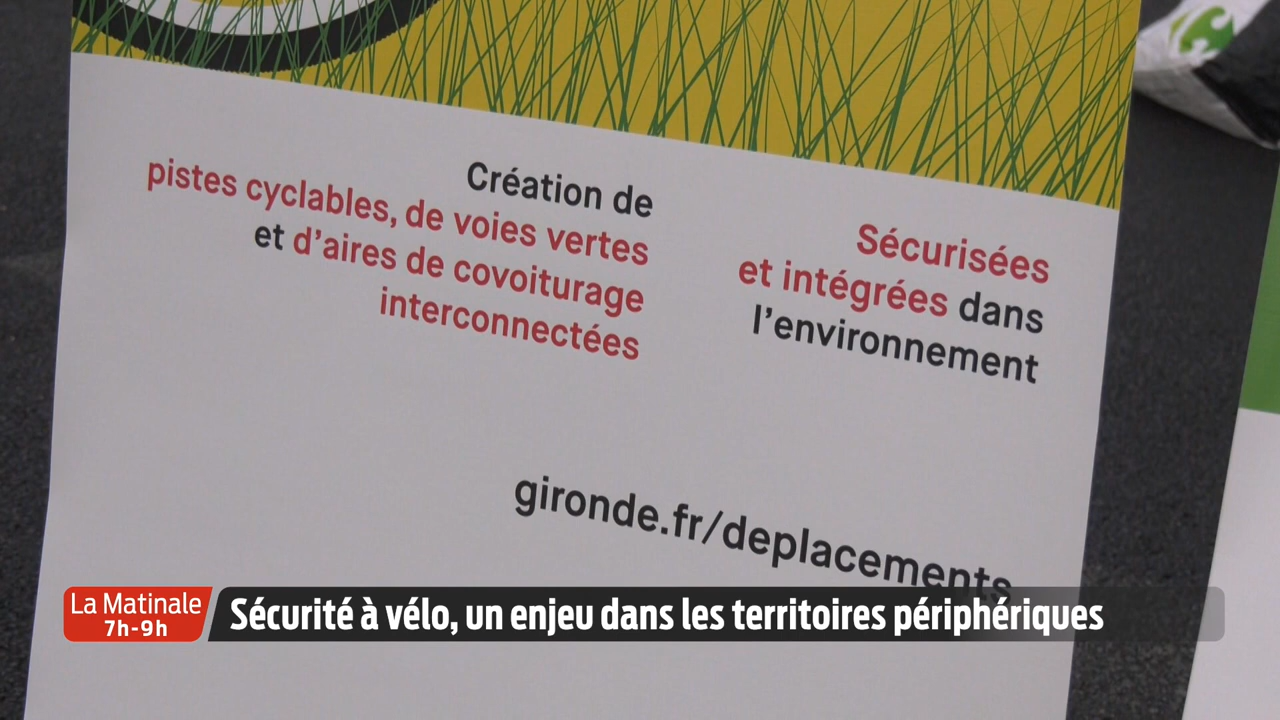 Création de
pistes cyclables, de voies vertes
et d'aires de covoiturage
interconnectées
Sécurisées
et intégrées dans
l'environnement
gironde.fr/deplacements
La Matinale
7h-9h
Sécurité à vélo, un enjeu dans les territoires périphériques